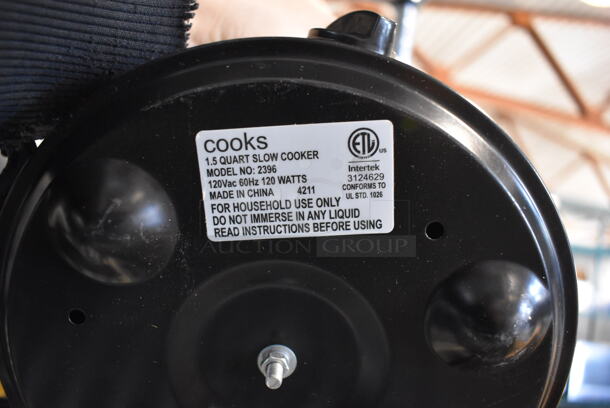 cooks
1.5 QUART SLOW COOKER
MODEL NO: 2396
120Vac 60Hz 120 WATTS
MADE IN CHINA 4211
FOR HOUSEHOLD USE ONLY
DO NOT IMMERSE IN ANY LIQUID
READ INSTRUCTIONS BEFORE USING
ETL US
Intertek
3124629
CONFORMS TO
UL STD. 1026
AUCTION GROUP